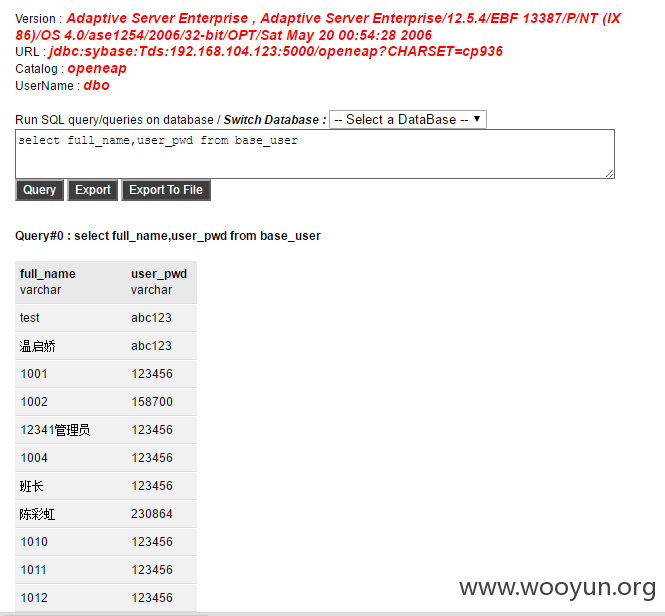 Version : Adaptive Server Enterprise , Adaptive Server Enterprise/12.5.4/EBF 13387/P/NT (IX
86)/OS 4.0/ase1254/2006/32-bit/OPT/Sat May 20 00:54:28 2006
URL : jdbc:sybase:Tds:192.168.104.123:5000/openeap?CHARSET=cp936
Catalog : openeap
UserName : dbo
Run SQL query/queries on database / Switch Database : -- Select a DataBase --
select full_name,user_pwd from base_user
Query Export Export To File
Query#0 : select full_name,user_pwd from base_user
full_name user_pwd
varchar varchar
test abc123
温启娇 abc123
1001 123456
1002 158700
12341管理员 123456
1004 123456
班长 123456
陈彩虹 230864
1010 123456
1011 123456
1012 123456
www.wooyun.org